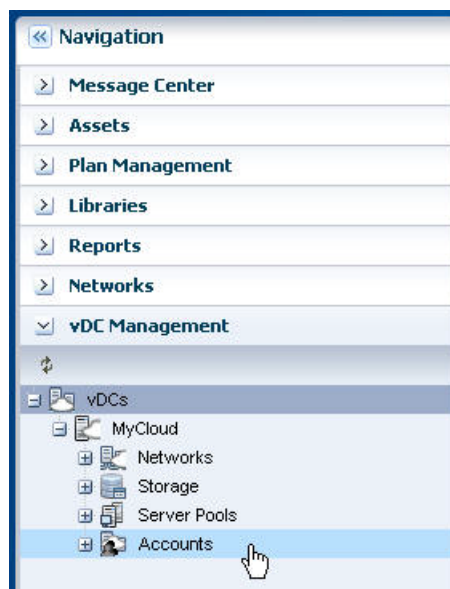 Navigation
Message Center
Assets
Plan Management
Libraries
Reports
Networks
vDC Management
vDCs
MyCloud
Networks
Storage
Server Pools
Accounts